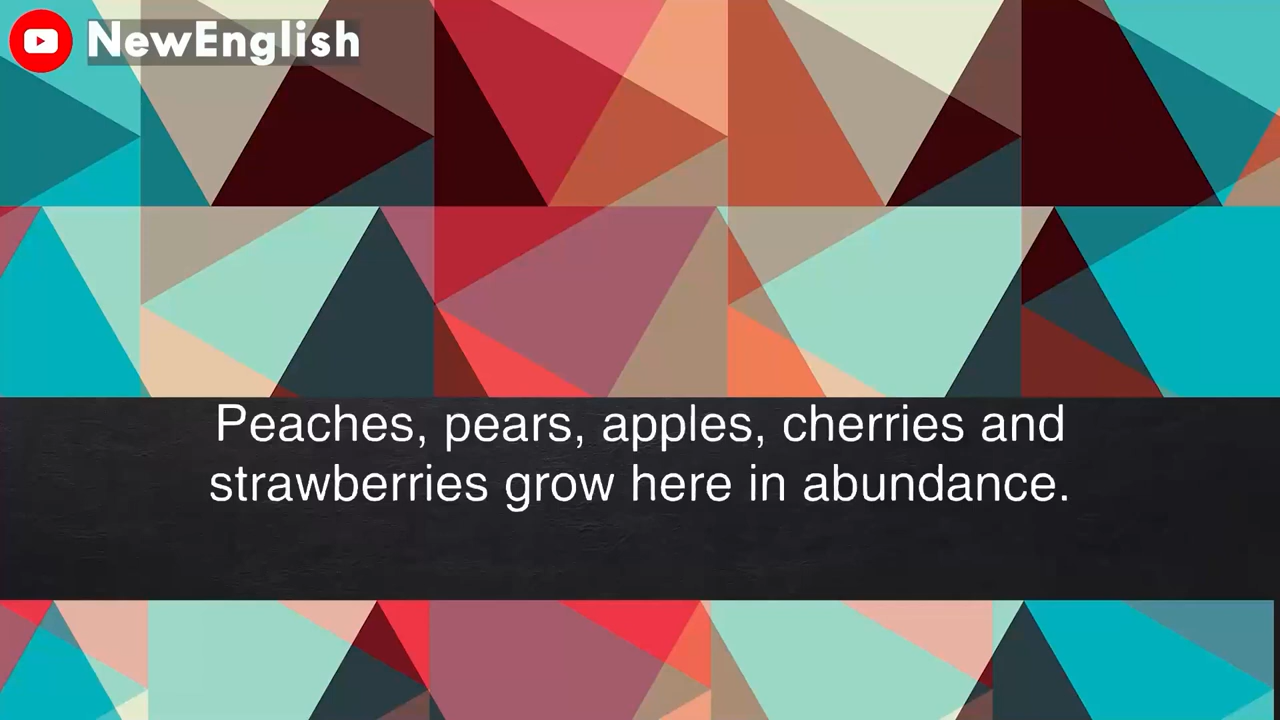 NewEnglish
Peaches, pears, apples, cherries and
strawberries grow here in abundance.